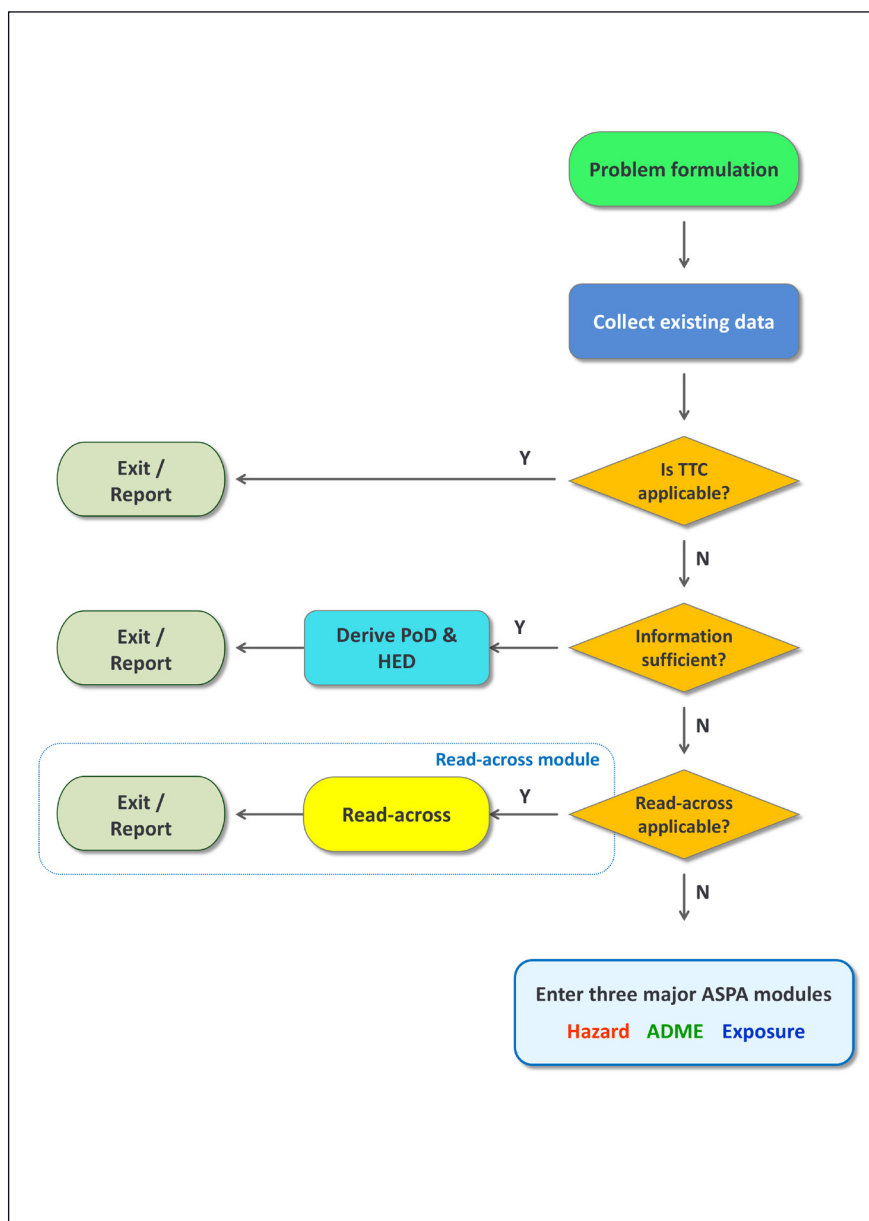 Problem formulation
Collect existing data
Is TTC
applicable?
Y
Exit /
Report
N
Information
sufficient?
Y
Derive PoD &
HED
Exit /
Report
N
Read-across module
Read-across
applicable?
Y
Read-across
Exit /
Report
N
Enter three major ASPA modules
Hazard ADME Exposure